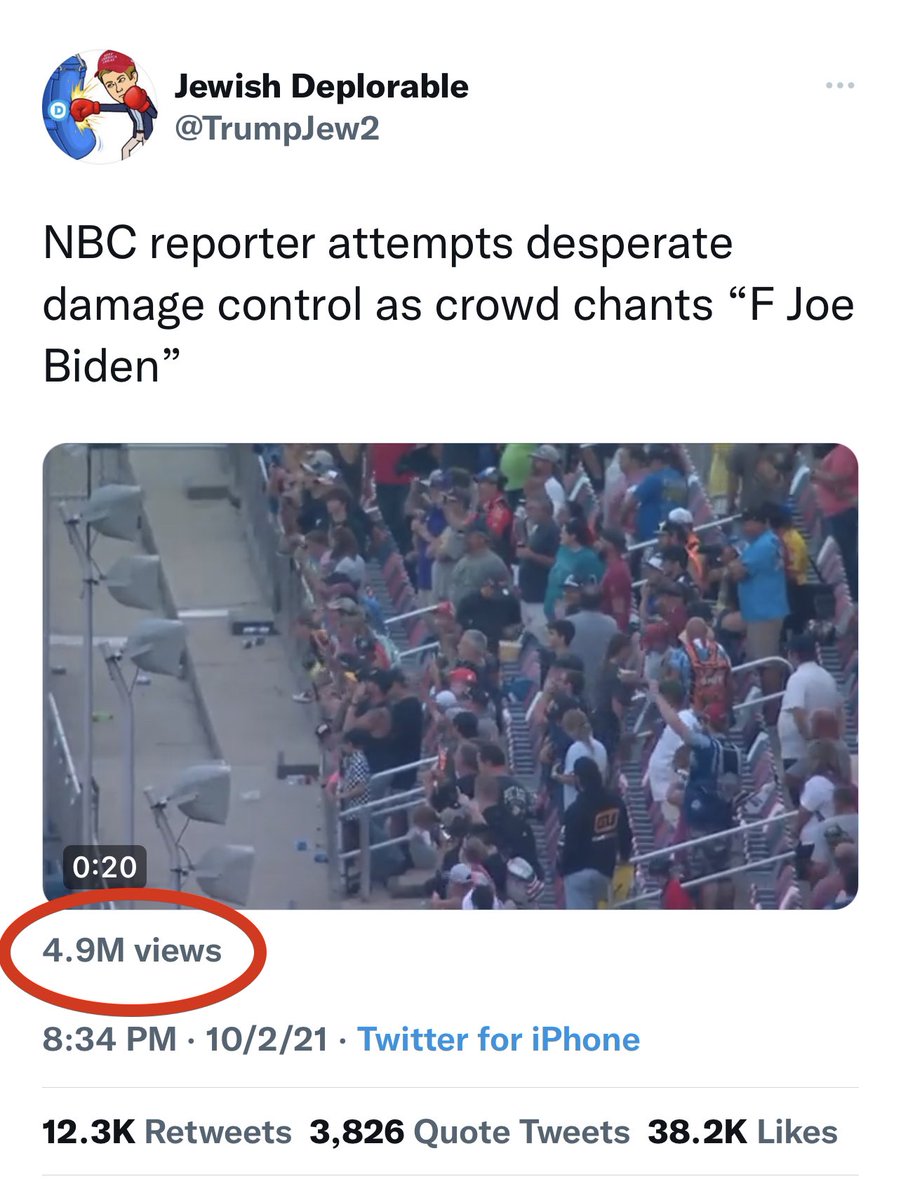 Jewish Deplorable
@TrumpJew2
NBC reporter attempts desperate
damage control as crowd chants “F Joe
Biden”
0:20
4.9M views
8:34 PM · 10/2/21 · Twitter for iPhone
12.3K Retweets 3,826 Quote Tweets 38.2K Likes